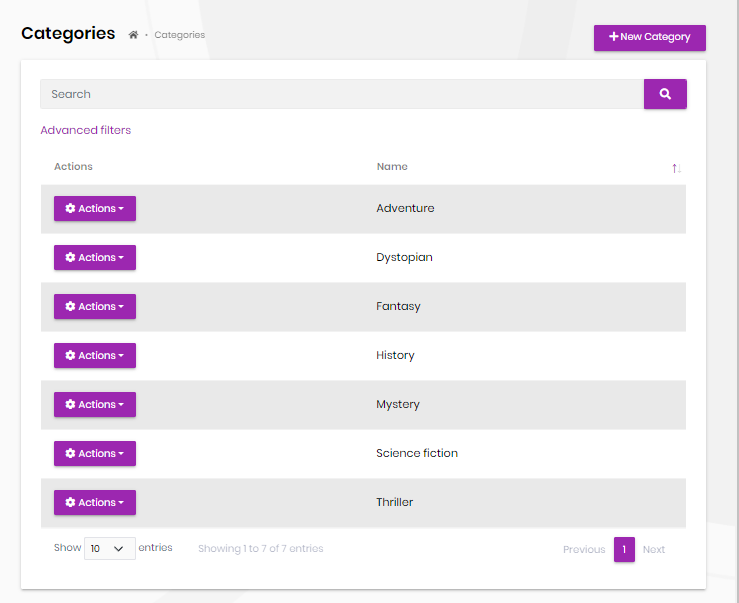 Categories • Categories
New Category
Search
Advanced filters
Actions Name
Actions Adventure
Actions Dystopian
Actions Fantasy
Actions History
Actions Mystery
Actions Science fiction
Actions Thriller
Show 10 entries Showing 1 to 7 of 7 entries Previous 1 Next